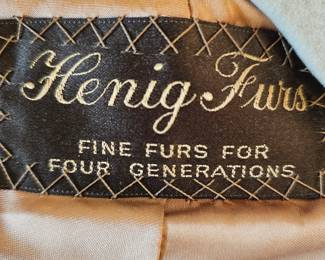 Henig Furs
FINE FURS FOR
FOUR GENERATIONS